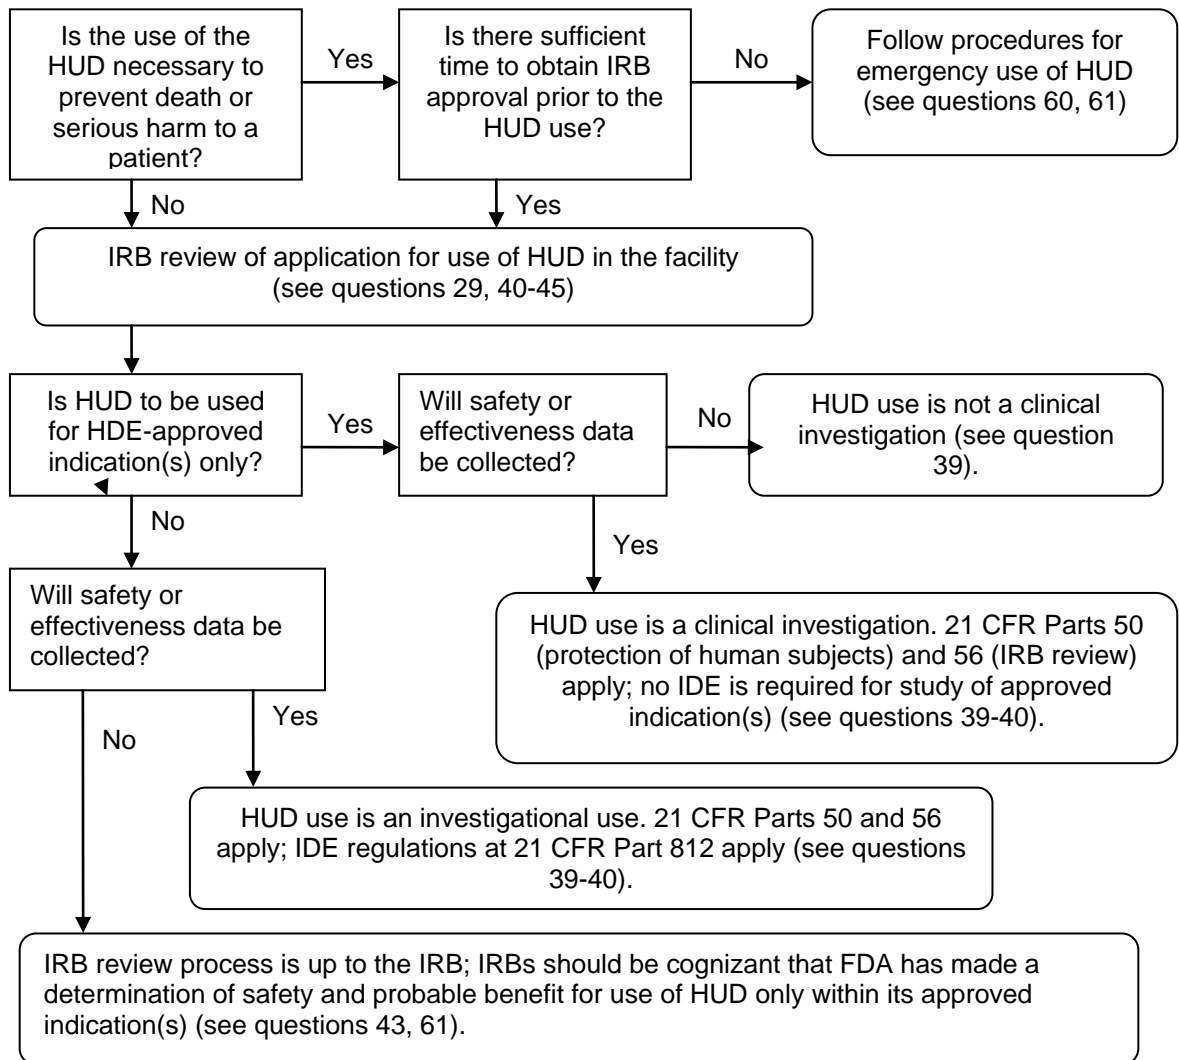 Is the use of the
HUD necessary to
prevent death or
serious harm to a
patient?
Yes
Is there sufficient
time to obtain IRB
approval prior to the
HUD use?
No
Follow procedures for
emergency use of HUD
(see questions 60, 61)
No
Yes
IRB review of application for use of HUD in the facility
(see questions 29, 40-45)
Is HUD to be used
for HDE-approved
indication(s) only?
Yes
Will safety or
effectiveness data
be collected?
No
HUD use is not a clinical
investigation (see question
39).
No
Yes
Will safety or
effectiveness data be
collected?
HUD use is a clinical investigation. 21 CFR Parts 50
(protection of human subjects) and 56 (IRB review)
apply; no IDE is required for study of approved
indication(s) (see questions 39-40).
Yes
No
HUD use is an investigational use. 21 CFR Parts 50 and 56
apply; IDE regulations at 21 CFR Part 812 apply (see questions
39-40).
IRB review process is up to the IRB; IRBs should be cognizant that FDA has made a
determination of safety and probable benefit for use of HUD only within its approved
indication(s) (see questions 43, 61).